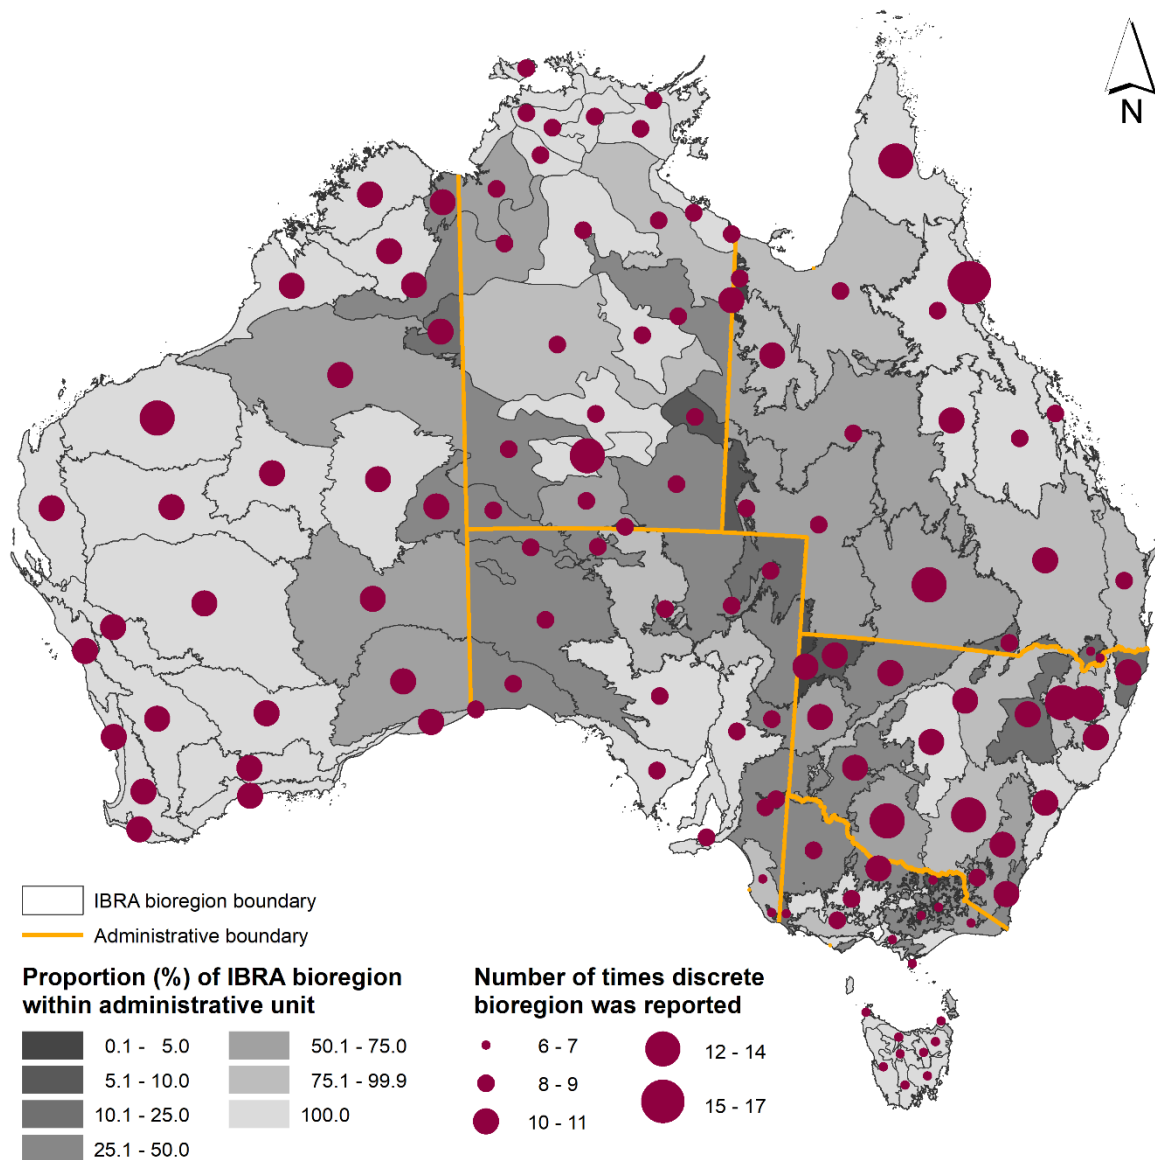 N
IBRA bioregion boundary
Administrative boundary
Proportion (%) of IBRA bioregion
within administrative unit
0.1 - 5.0
5.1 - 10.0
10.1 - 25.0
25.1 - 50.0
50.1 - 75.0
75.1 - 99.9
100.0
Number of times discrete
bioregion was reported
6 - 7
8 - 9
10 - 11
12 - 14
15 - 17